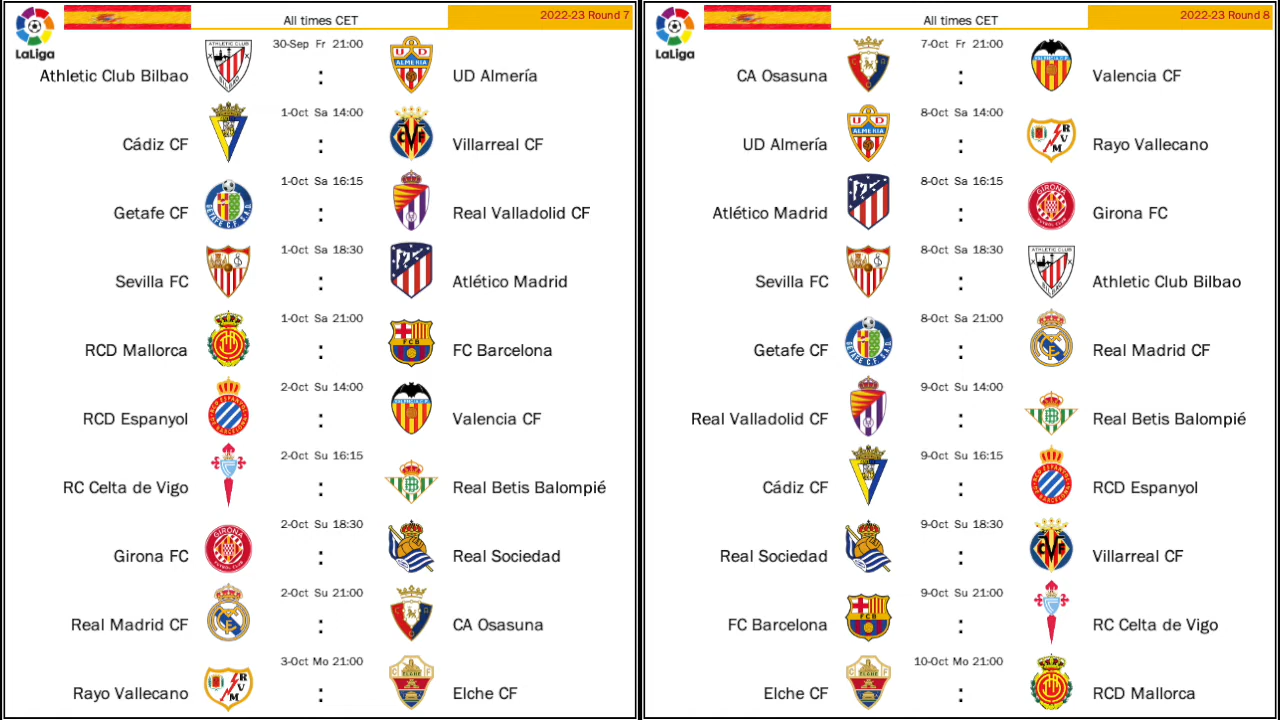 All times CET
2022-23 Round 7
LaLiga
30-Sep Fr 21:00
Athletic Club Bilbao : UD Almería
1-Oct Sa 14:00
Cádiz CF : Villarreal CF
1-Oct Sa 16:15
Getafe CF : Real Valladolid CF
1-Oct Sa 18:30
Sevilla FC : Atlético Madrid
1-Oct Sa 21:00
RCD Mallorca : FC Barcelona
2-Oct Su 14:00
RCD Espanyol : Valencia CF
2-Oct Su 16:15
RC Celta de Vigo : Real Betis Balompié
2-Oct Su 18:30
Girona FC : Real Sociedad
2-Oct Su 21:00
Real Madrid CF : CA Osasuna
3-Oct Mo 21:00
Rayo Vallecano : Elche CF
All times CET
2022-23 Round 8
LaLiga
7-Oct Fr 21:00
CA Osasuna : Valencia CF
8-Oct Sa 14:00
UD Almería : Rayo Vallecano
8-Oct Sa 16:15
Atlético Madrid : Girona FC
8-Oct Sa 18:30
Sevilla FC : Athletic Club Bilbao
8-Oct Sa 21:00
Getafe CF : Real Madrid CF
9-Oct Su 14:00
Real Valladolid CF : Real Betis Balompié
9-Oct Su 16:15
Cádiz CF : RCD Espanyol
9-Oct Su 18:30
Real Sociedad : Villarreal CF
9-Oct Su 21:00
FC Barcelona : RC Celta de Vigo
10-Oct Mo 21:00
Elche CF : RCD Mallorca